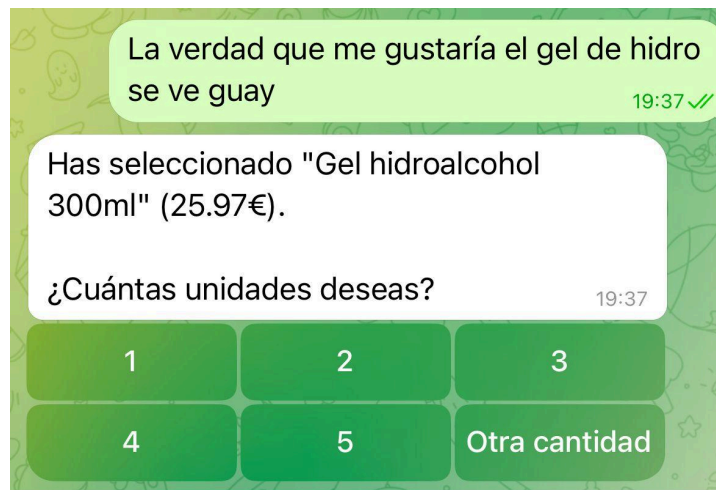 La verdad que me gustaría el gel de hidro
se ve guay
19:37
Has seleccionado "Gel hidroalcohol
300ml" (25.97€).
¿Cuántas unidades deseas?
19:37
1
2
3
4
5
Otra cantidad